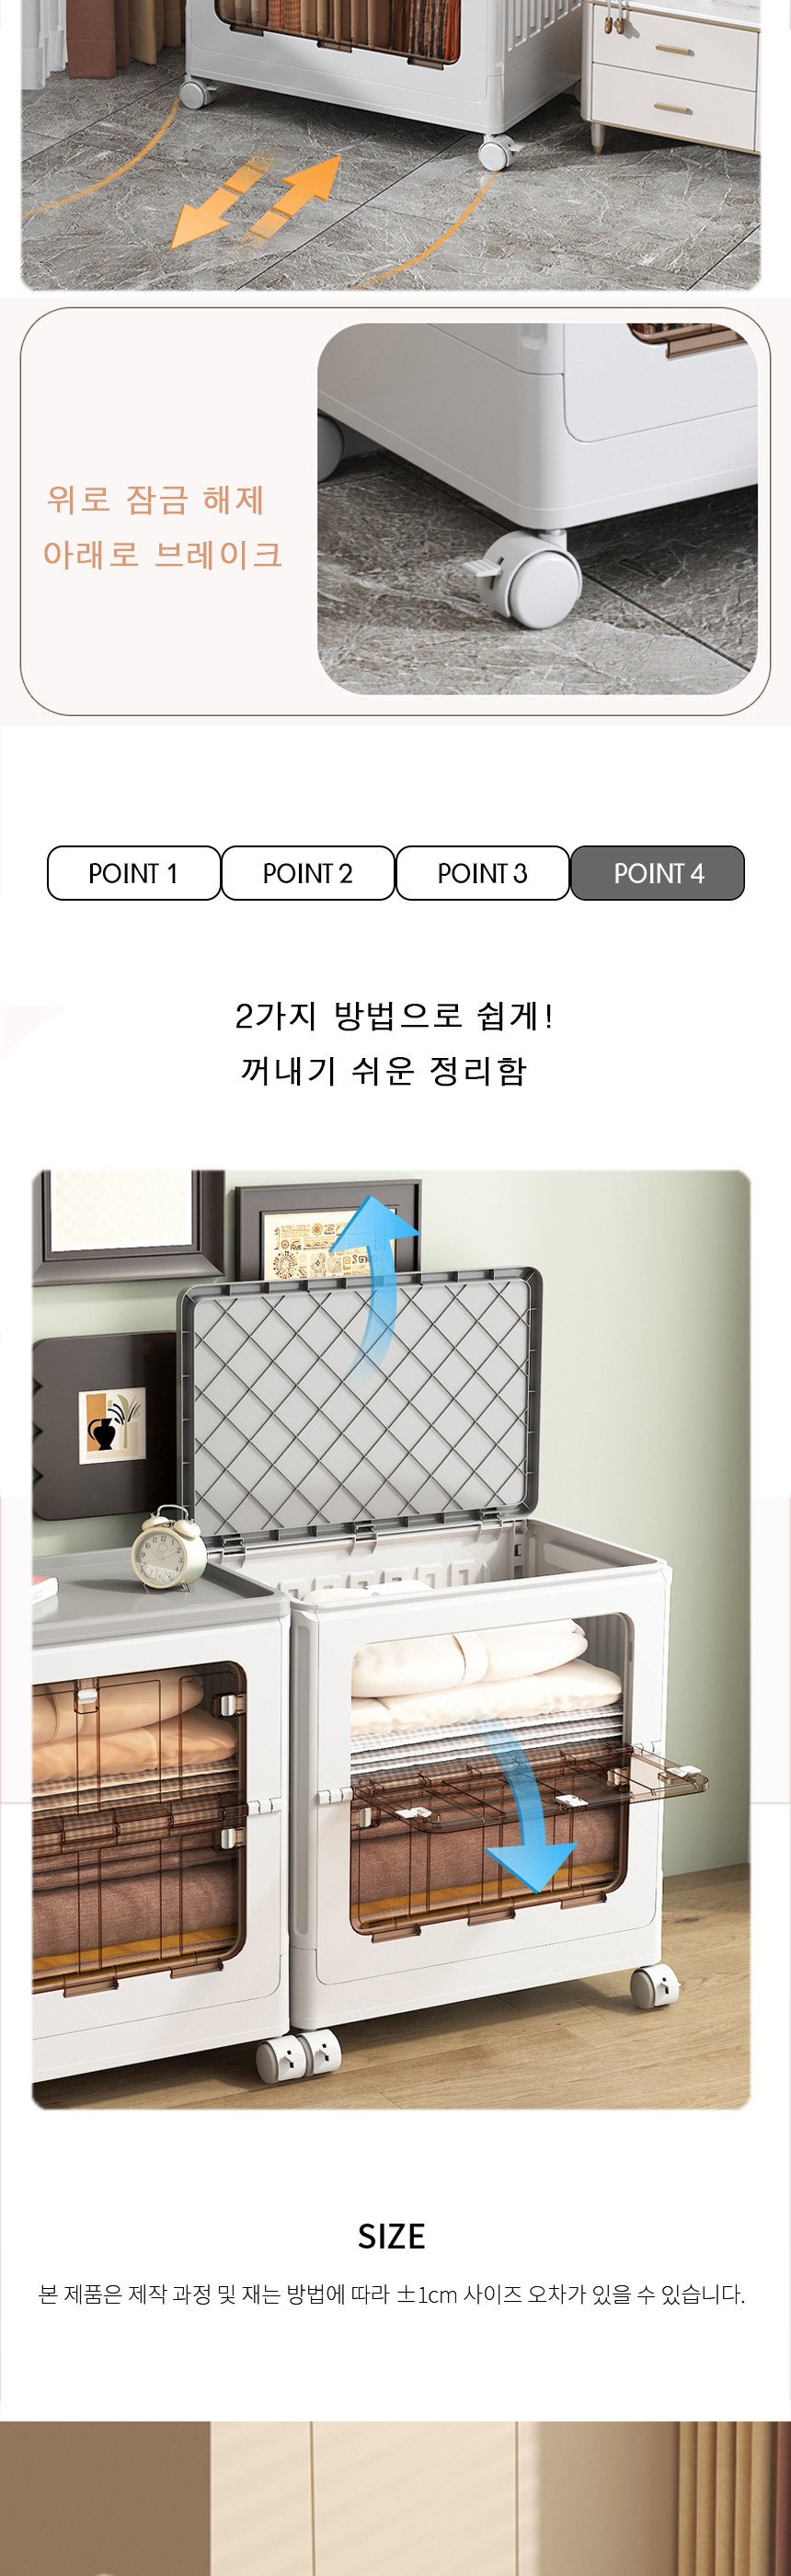 위로 잠금 해제
아래로 브레이크
POINT 1
POINT 2
POINT 3
POINT 4
2가지 방법으로 쉽게!
꺼내기 쉬운 정리함
SIZE
본 제품은 제작 과정 및 재는 방법에 따라 ±1cm 사이즈 오차가 있을 수 있습니다.